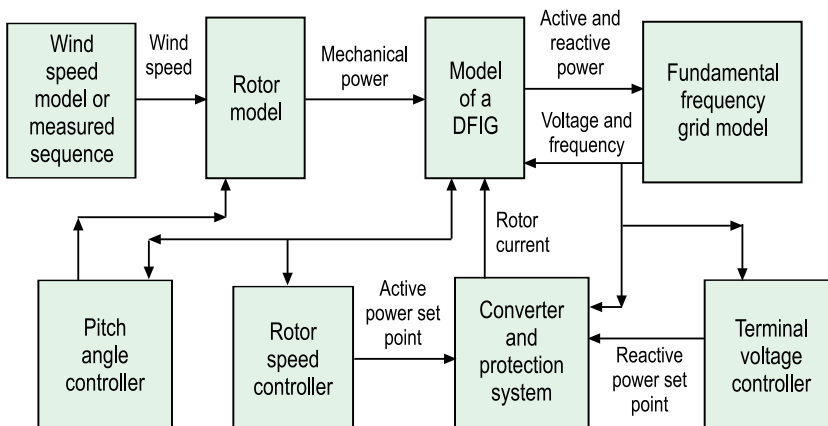 Wind
speed
model or
measured
sequence
Wind
speed
Rotor
model
Mechanical
power
Model
of a
DFIG
Active and
reactive
power
Voltage and
frequency
Fundamental
frequency
grid model
Rotor
current
Pitch
angle
controller
Rotor
speed
controller
Active
power set
point
Converter
and
protection
system
Reactive
power set
point
Terminal
voltage
controller